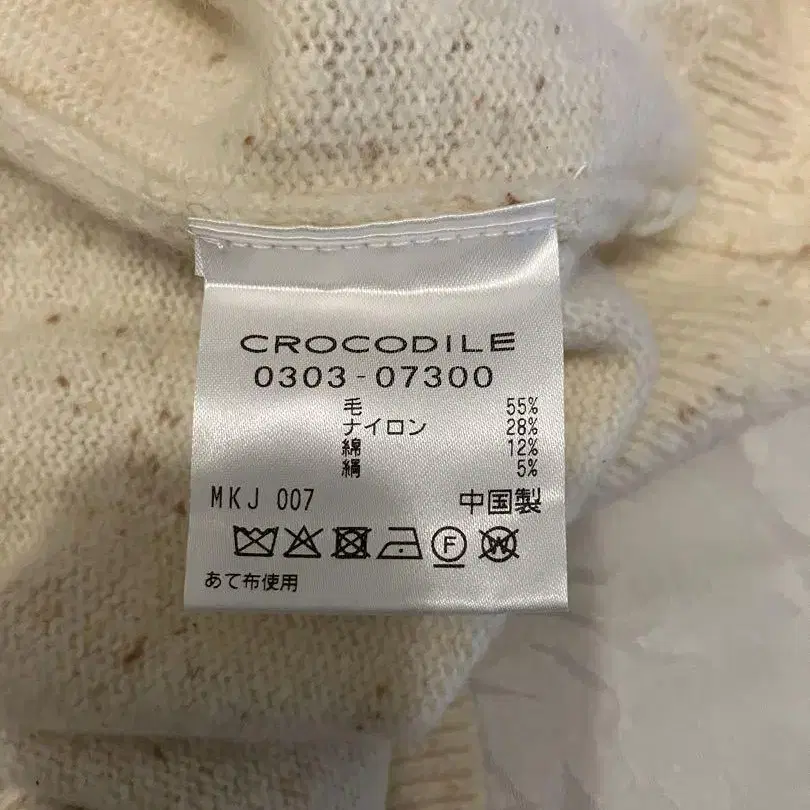 CROCODILE
0303-07300
毛 55%
ナイロン 28%
綿 12%
絹 5%
MKJ 007 中国製
F W
あて布使用